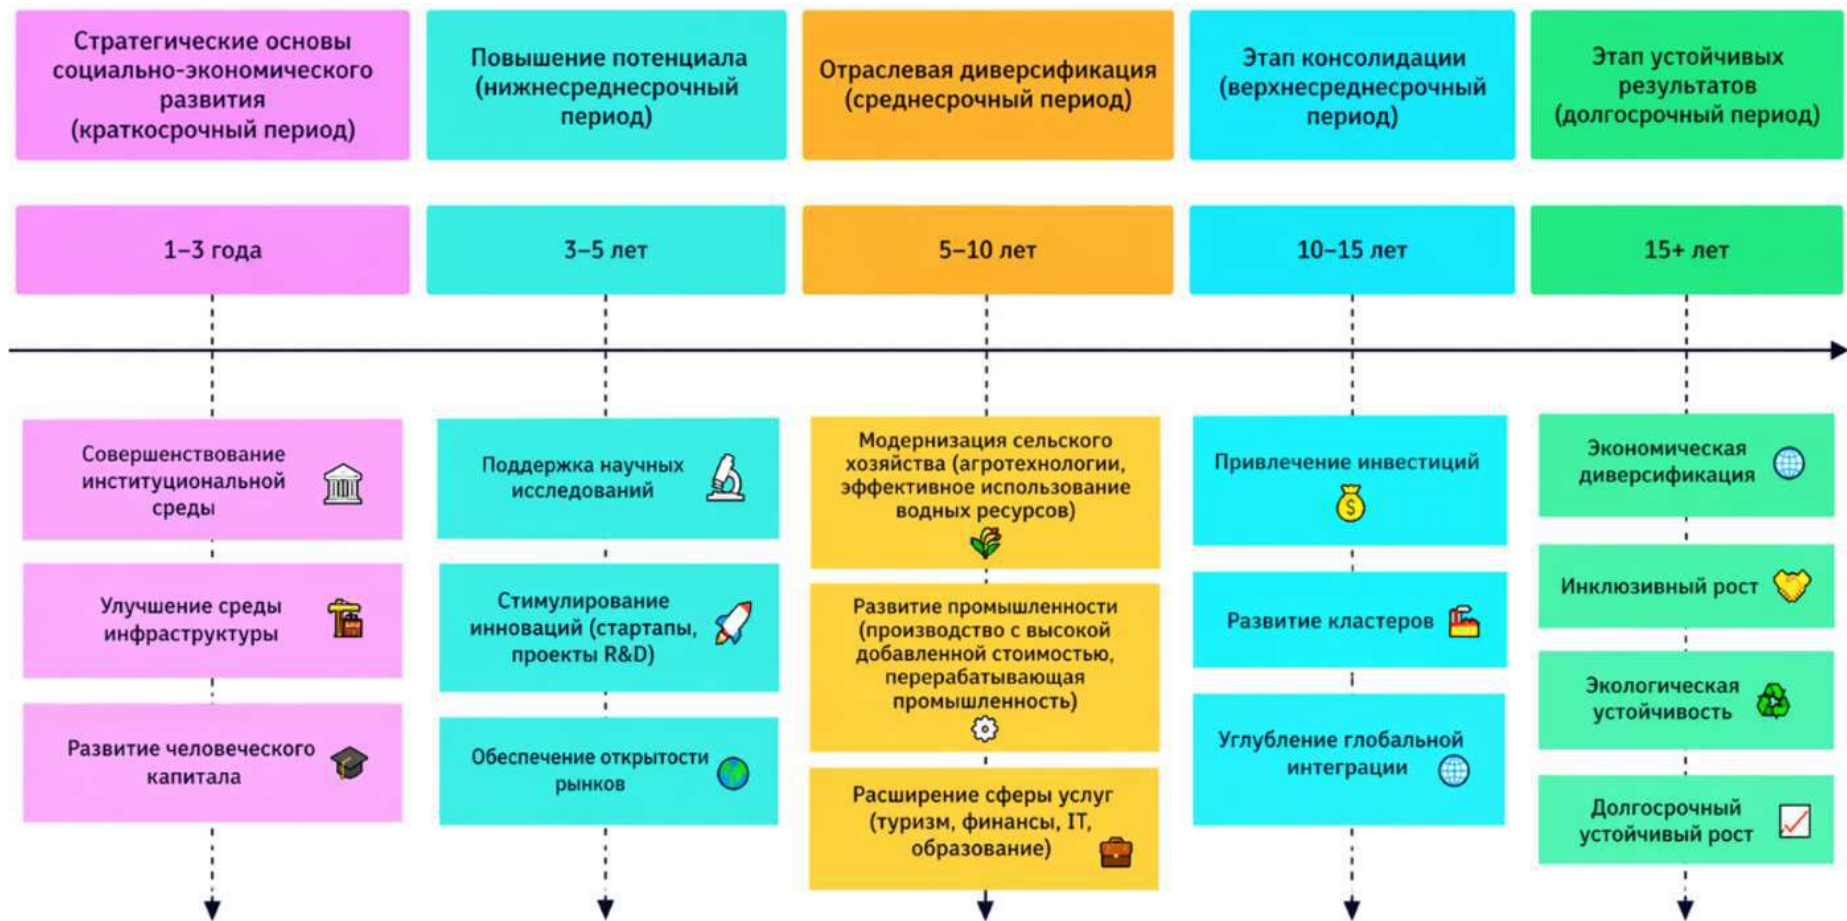 Стратегические основы
социально-экономического
развития
(краткосрочный период)
Повышение потенциала
(нижнесреднесрочный
период)
Отраслевая диверсификация
(среднесрочный период)
Этап консолидации
(верхнесреднесрочный
период)
Этап устойчивых
результатов
(долгосрочный период)
1–3 года
3–5 лет
5–10 лет
10–15 лет
15+ лет
Совершенствование
институциональной
среды
Улучшение среды
инфраструктуры
Развитие человеческого
капитала
Поддержка научных
исследований
Стимулирование
инноваций (стартапы,
проекты R&D)
Обеспечение открытости
рынков
Модернизация сельского
хозяйства (агротехнологии,
эффективное использование
водных ресурсов)
Развитие промышленности
(производство с высокой
добавленной стоимостью,
перерабатывающая
промышленность)
Расширение сферы услуг
(туризм, финансы, IT,
образование)
Привлечение инвестиций
Развитие кластеров
Углубление глобальной
интеграции
Экономическая
диверсификация
Инклюзивный рост
Экологическая
устойчивость
Долгосрочный
устойчивый рост